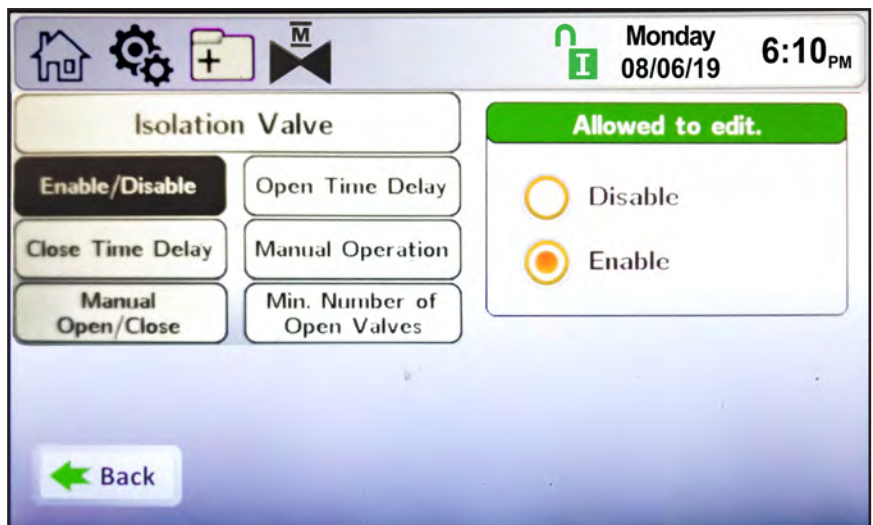 M
I
Monday
08/06/19
6:10PM
Isolation Valve
Allowed to edit.
Enable/Disable
Open Time Delay
Disable
Close Time Delay
Manual Operation
Enable
Manual
Open/Close
Min. Number of
Open Valves
Back